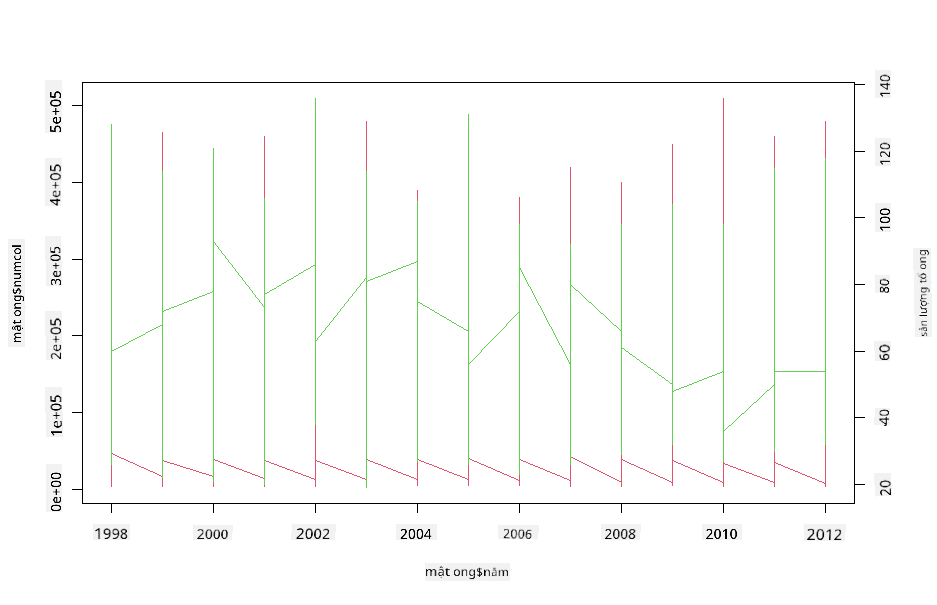 mật ong$numcol
5e+05
4e+05
3e+05
2e+05
1e+05
0e+00
140
120
100
80
60
40
20
sản lượng tổ ong
1998
2000
2002
2004
2006
2008
2010
2012
mật ong$năm